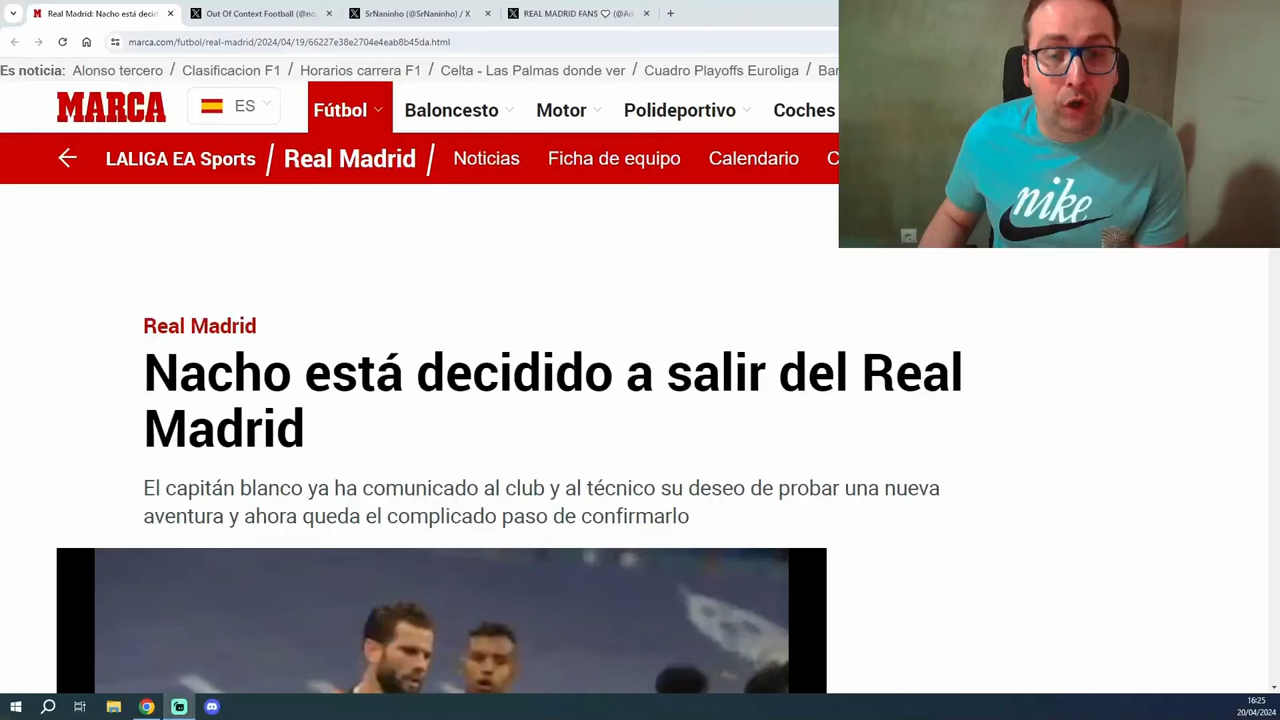 Real Madrid: Nacho está decid
Out Of Context Football (@no
SrNaninho (@SrNaninho) / X
REAL MADRID FANS 🤍 (@Ad
marca.com/futbol/real-madrid/2024/04/19/66227e38e2704e4eab8b45da.html
Es noticia: Alonso tercero / Clasificacion F1 / Horarios carrera F1 / Celta - Las Palmas donde ver / Cuadro Playoffs Euroliga / Bar
MARCA ES Fútbol Baloncesto Motor Polideportivo Coches
LALIGA EA Sports / Real Madrid / Noticias Ficha de equipo Calendario C
nike
Real Madrid
Nacho está decidido a salir del Real
Madrid
El capitán blanco ya ha comunicado al club y al técnico su deseo de probar una nueva
aventura y ahora queda el complicado paso de confirmarlo
16:25
20/04/2024